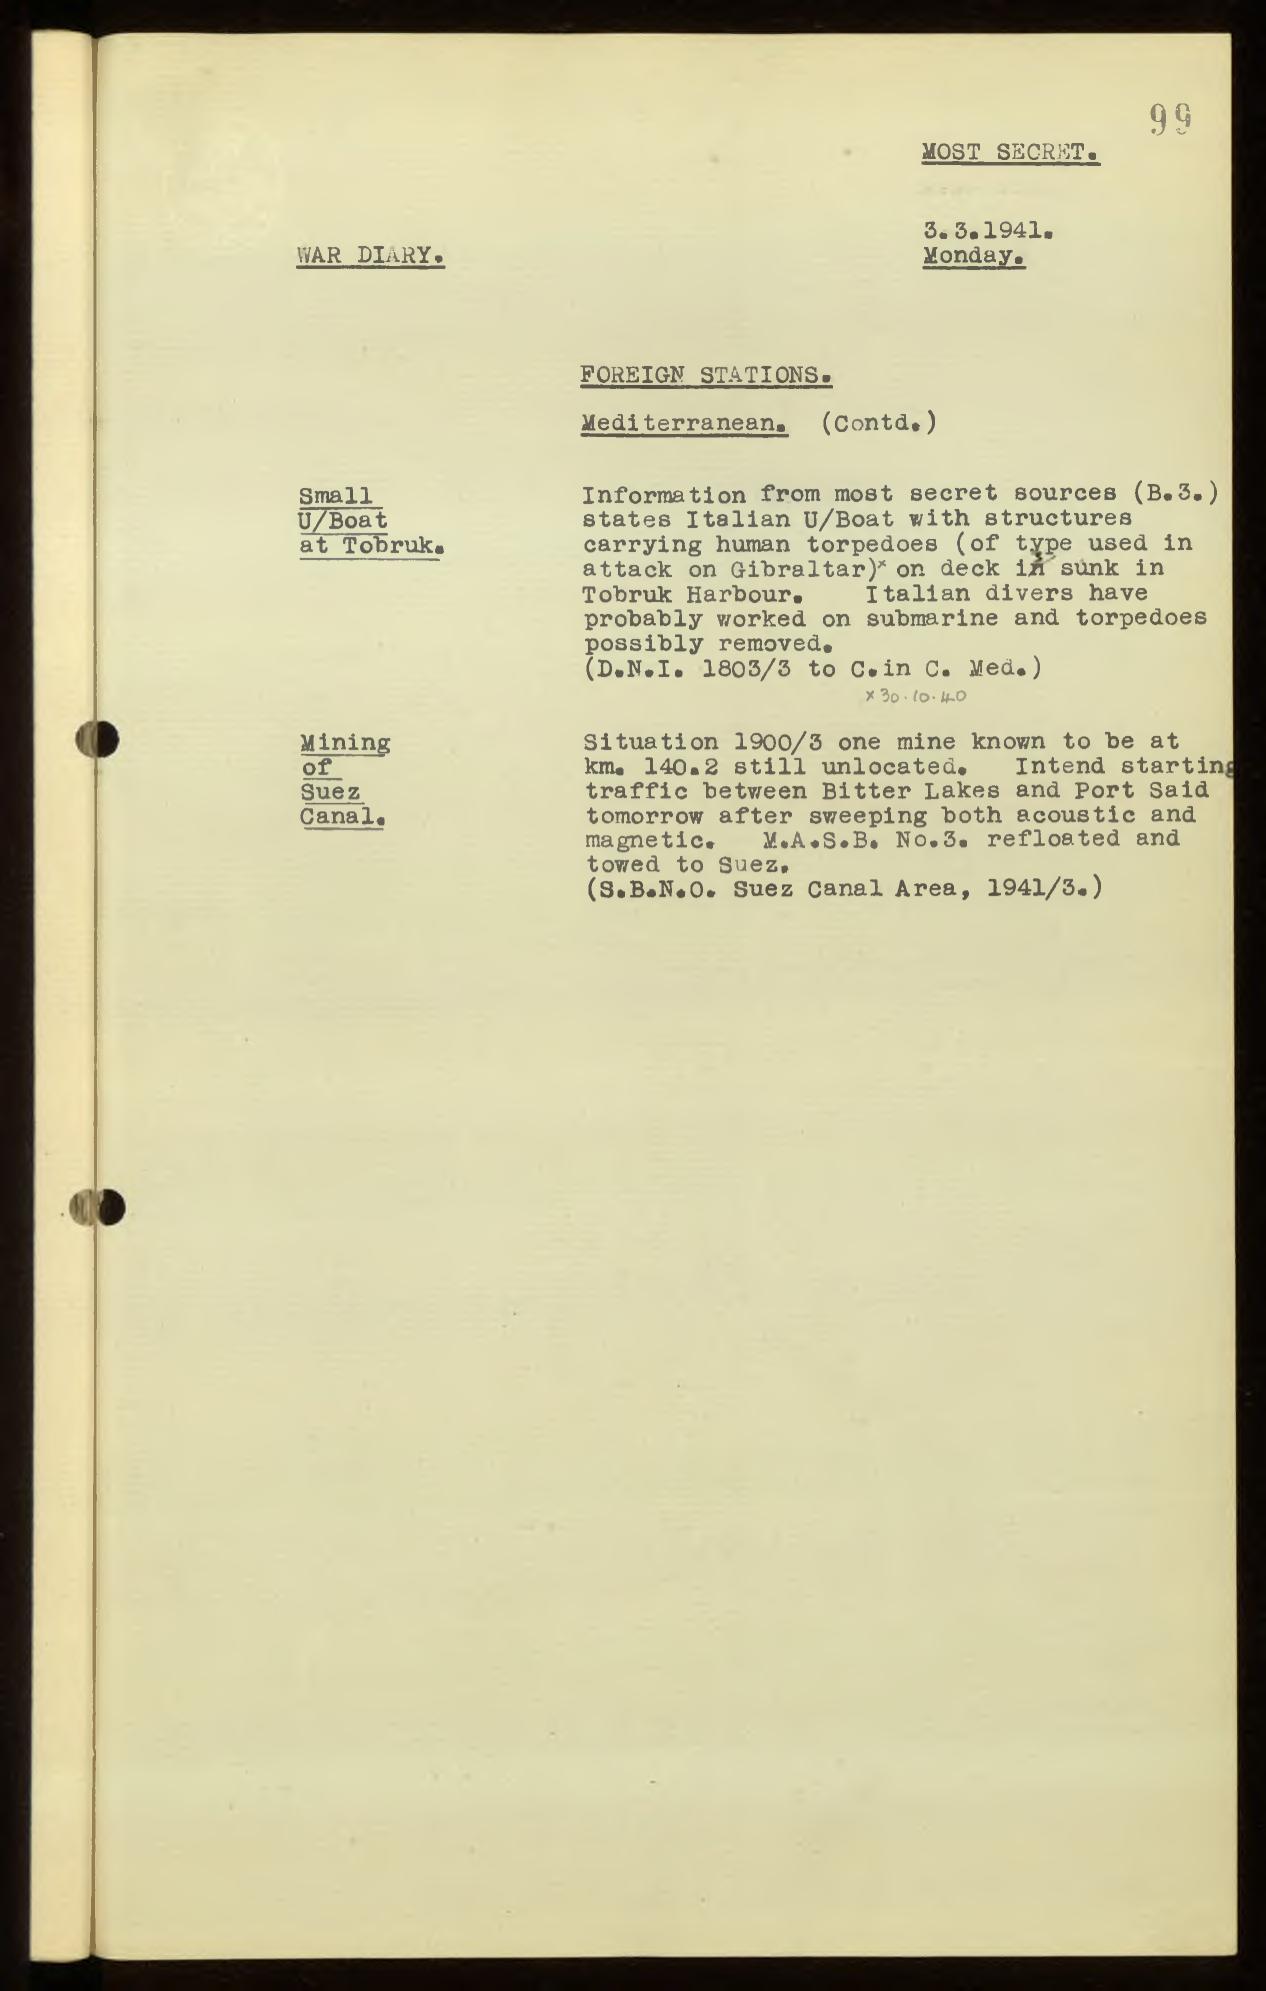 99
MOST SECRET.
3.3.1941.
WAR DIARY.
Monday.
FOREIGN STATIONS.
Mediterranean. (Contd.)
Small
U/Boat
at Tobruk.
Information from most secret sources (B.3.)
states Italian U/Boat with structures
carrying human torpedoes (of type used in
attack on Gibraltar)x on deck is sunk in
Tobruk Harbour. Italian divers have
probably worked on submarine and torpedoes
possibly removed.
(D.N.I. 1803/3 to C.in C. Med.)
x 30.10.40
Mining
of
Suez
Canal.
Situation 1900/3 one mine known to be at
km. 140.2 still unlocated. Intend starting
traffic between Bitter Lakes and Port Said
tomorrow after sweeping both acoustic and
magnetic. M.A.S.B. No.3. refloated and
towed to Suez.
(S.B.N.O. Suez Canal Area, 1941/3.)